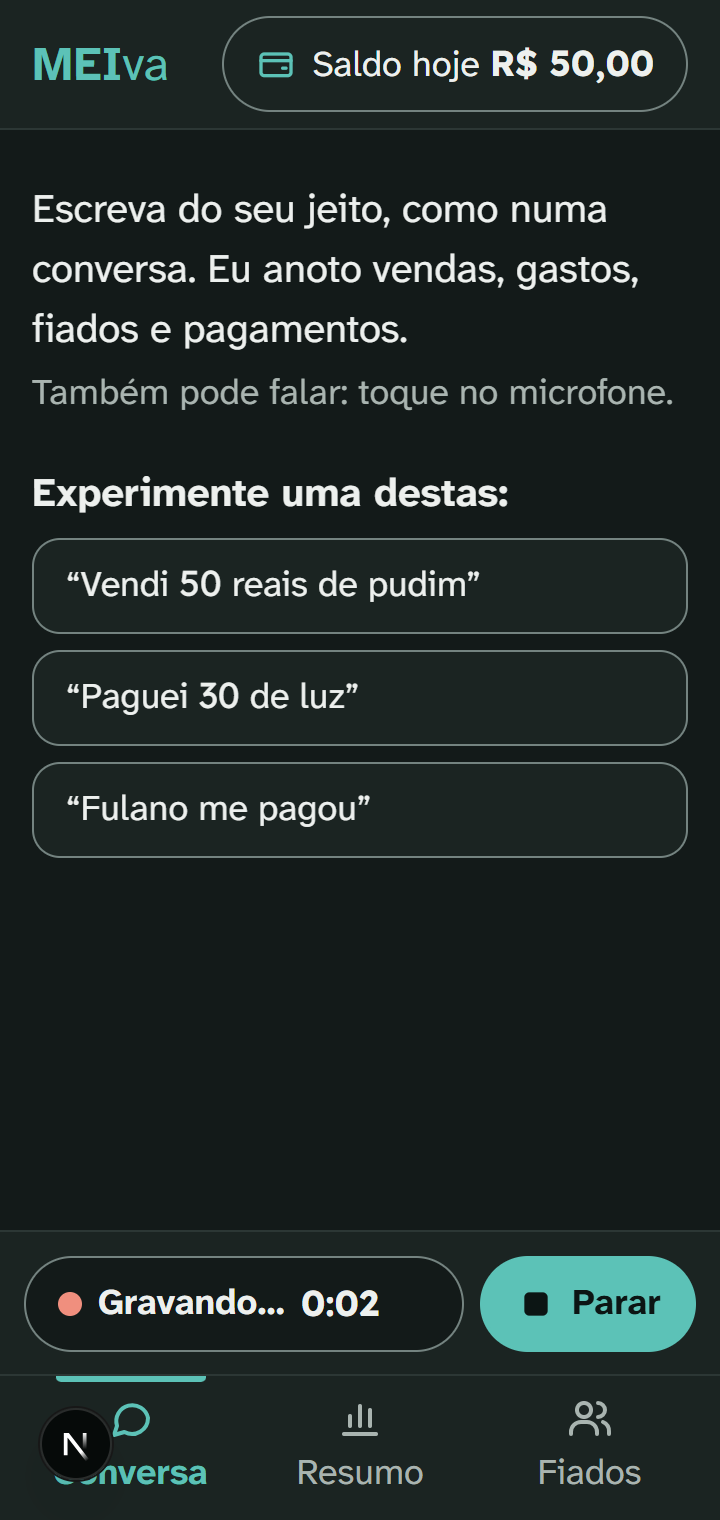 MEIva
Saldo hoje R$ 50,00
Escreva do seu jeito, como numa
conversa. Eu anoto vendas, gastos,
fiados e pagamentos.
Também pode falar: toque no microfone.
Experimente uma destas:
“Vendi 50 reais de pudim”
“Paguei 30 de luz”
“Fulano me pagou”
Gravando... 0:02
Parar
N
Conversa
Resumo
Fiados